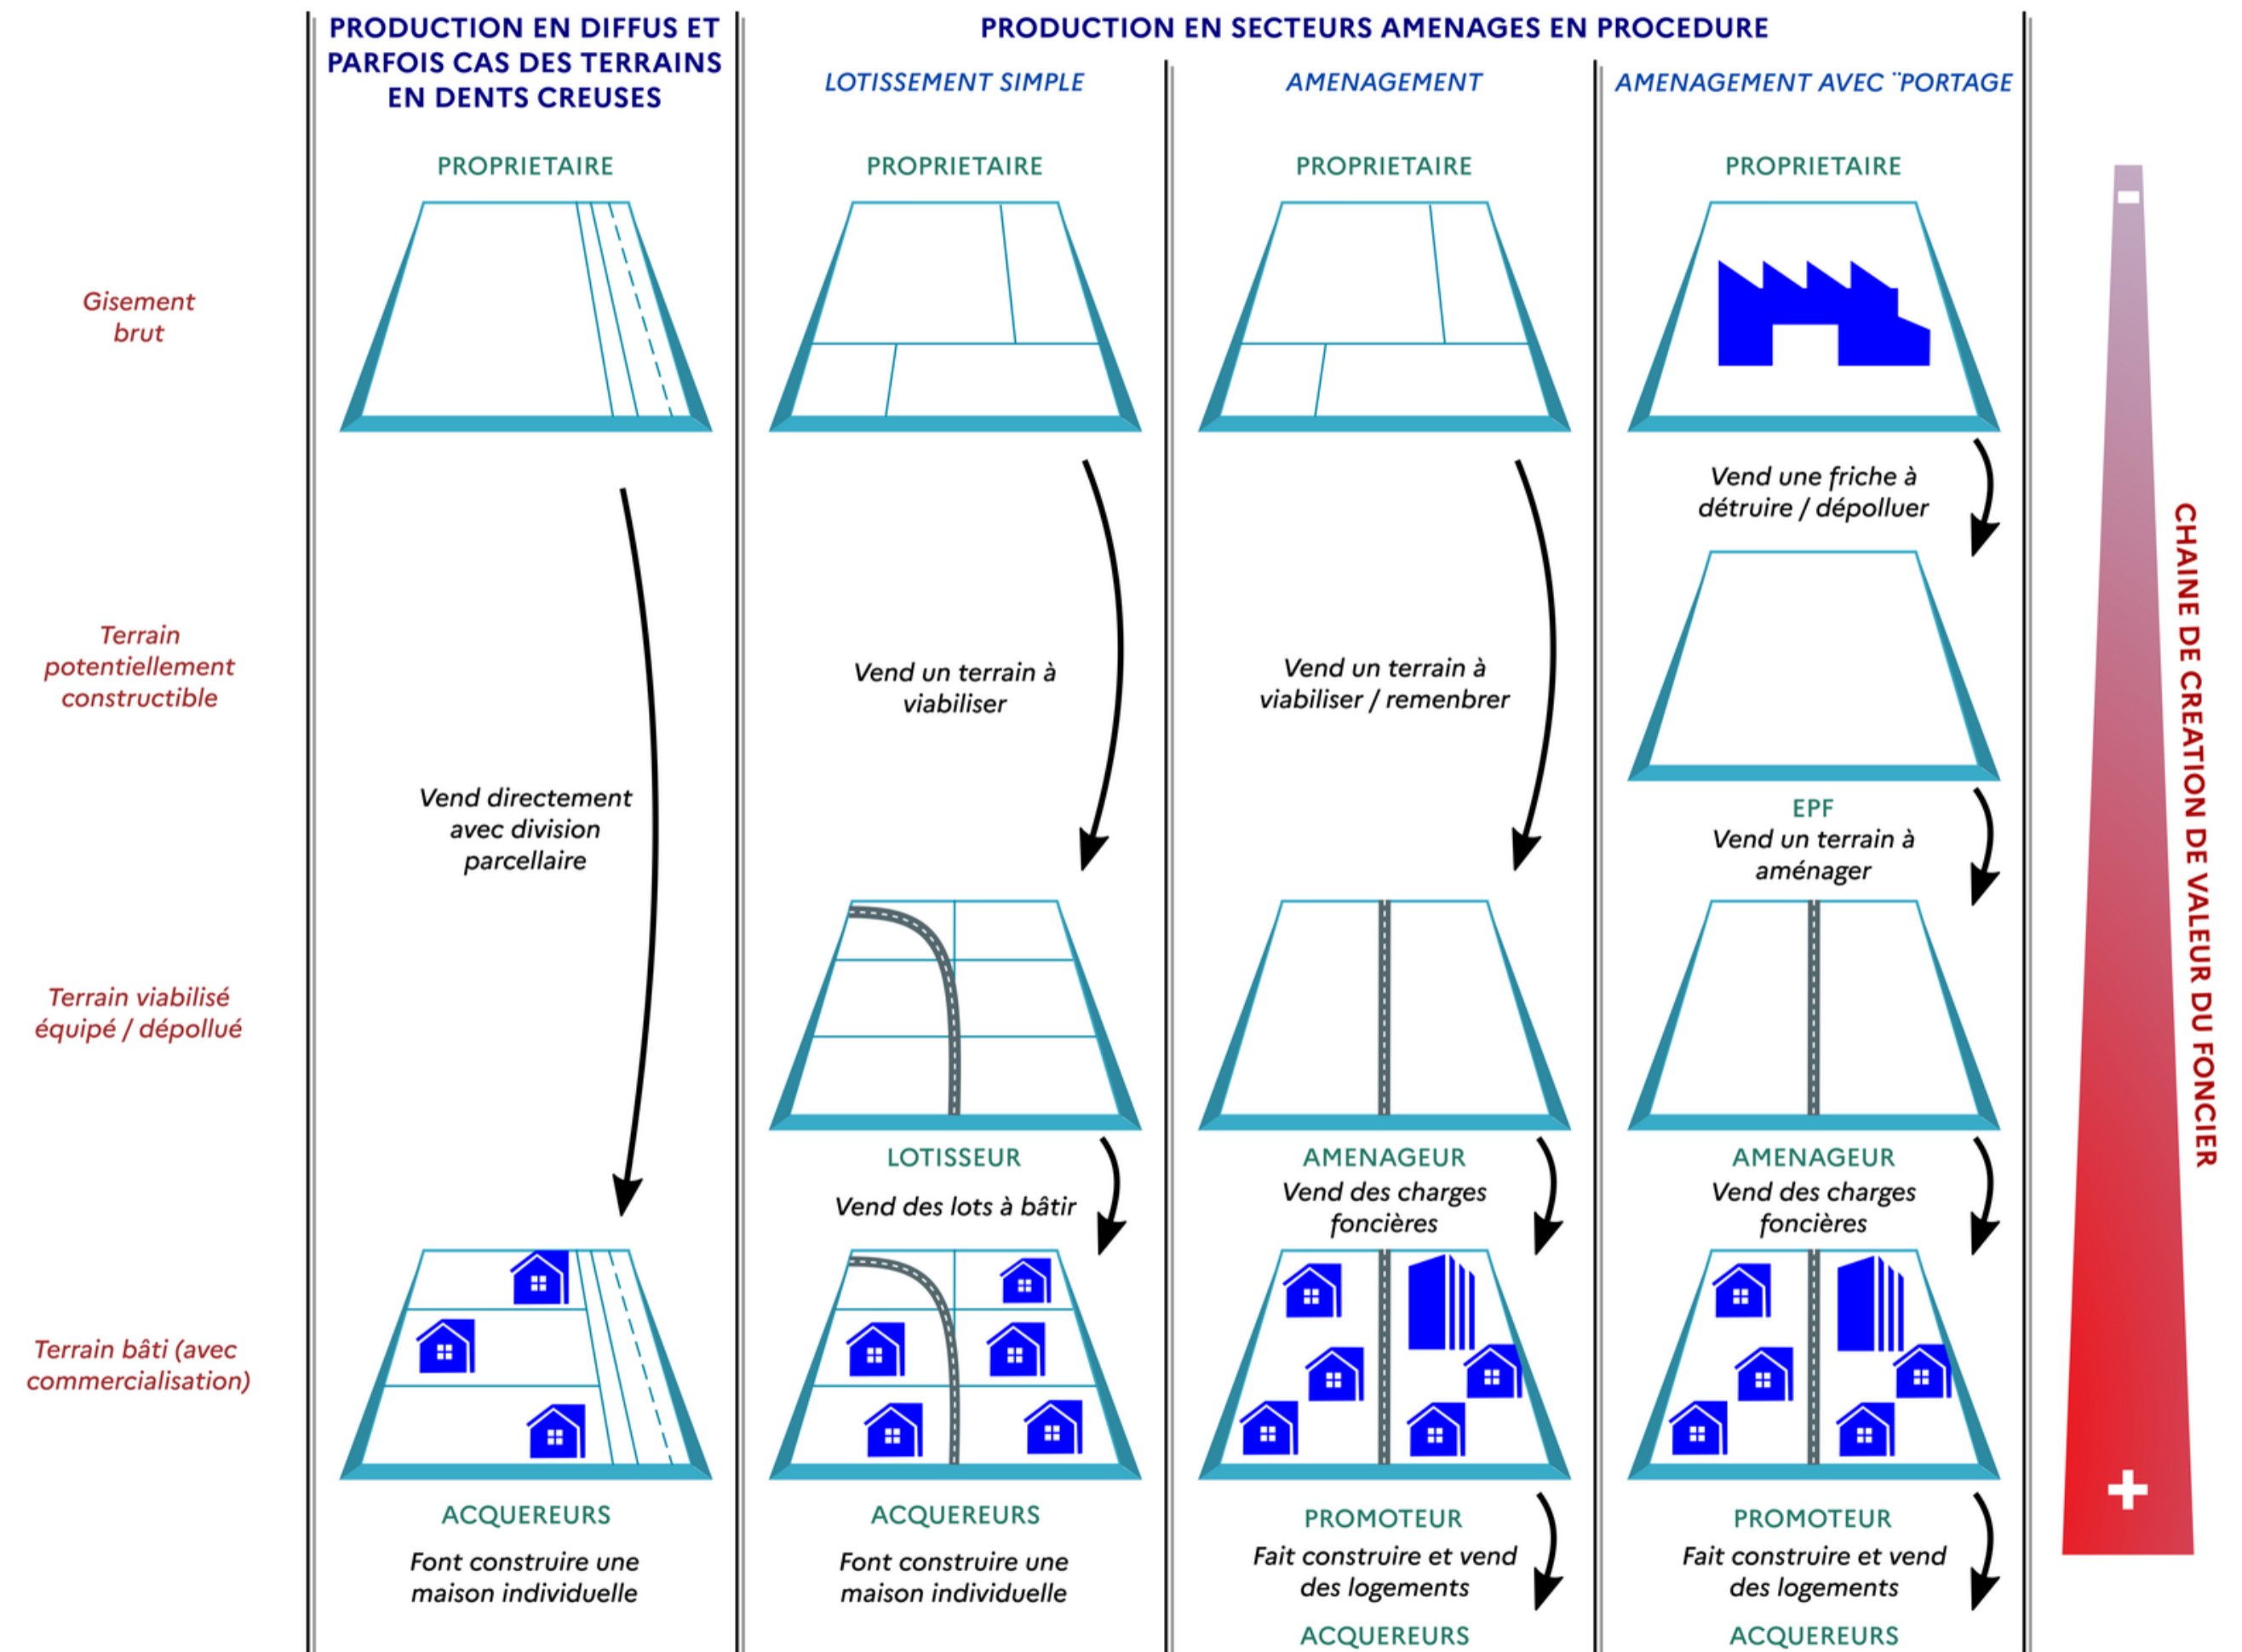 PRODUCTION EN DIFFUS ET
PARFOIS CAS DES TERRAINS
EN DENTS CREUSES
PRODUCTION EN SECTEURS AMENAGES EN PROCEDURE
LOTISSEMENT SIMPLE
AMENAGEMENT
AMENAGEMENT AVEC ¨PORTAGE
PROPRIETAIRE
PROPRIETAIRE
PROPRIETAIRE
PROPRIETAIRE
Gisement
brut
Vend une friche à
détruire / dépolluer
Terrain
potentiellement
constructible
Vend directement
avec division
parcellaire
Vend un terrain à
viabiliser
Vend un terrain à
viabiliser / remenbrer
EPF
Vend un terrain à
aménager
Terrain viabilisé
équipé / dépollué
LOTISSEUR
Vend des lots à bâtir
AMENAGEUR
Vend des charges
foncières
AMENAGEUR
Vend des charges
foncières
Terrain bâti (avec
commercialisation)
ACQUEREURS
Font construire une
maison individuelle
ACQUEREURS
Font construire une
maison individuelle
PROMOTEUR
Fait construire et vend
des logements
ACQUEREURS
PROMOTEUR
Fait construire et vend
des logements
ACQUEREURS
CHAINE DE CREATION DE VALEUR DU FONCIER
-
+